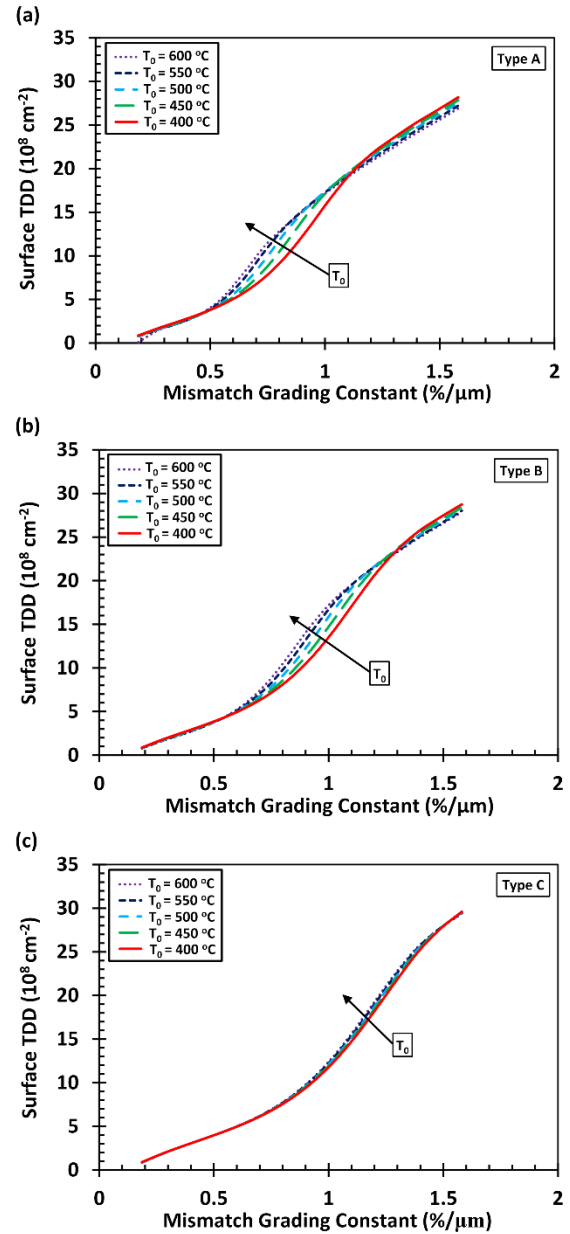 (a)
35
30
25
20
15
10
5
0
Surface TDD (10⁸ cm⁻²)
T₀ = 600 °C
T₀ = 550 °C
T₀ = 500 °C
T₀ = 450 °C
T₀ = 400 °C
Type A
T₀
0 0.5 1 1.5 2
Mismatch Grading Constant (%/μm)
(b)
35
30
25
20
15
10
5
0
Surface TDD (10⁸ cm⁻²)
T₀ = 600 °C
T₀ = 550 °C
T₀ = 500 °C
T₀ = 450 °C
T₀ = 400 °C
Type B
T₀
0 0.5 1 1.5 2
Mismatch Grading Constant (%/μm)
(c)
35
30
25
20
15
10
5
0
Surface TDD (10⁸ cm⁻²)
T₀ = 600 °C
T₀ = 550 °C
T₀ = 500 °C
T₀ = 450 °C
T₀ = 400 °C
Type C
T₀
0 0.5 1 1.5 2
Mismatch Grading Constant (%/μm)